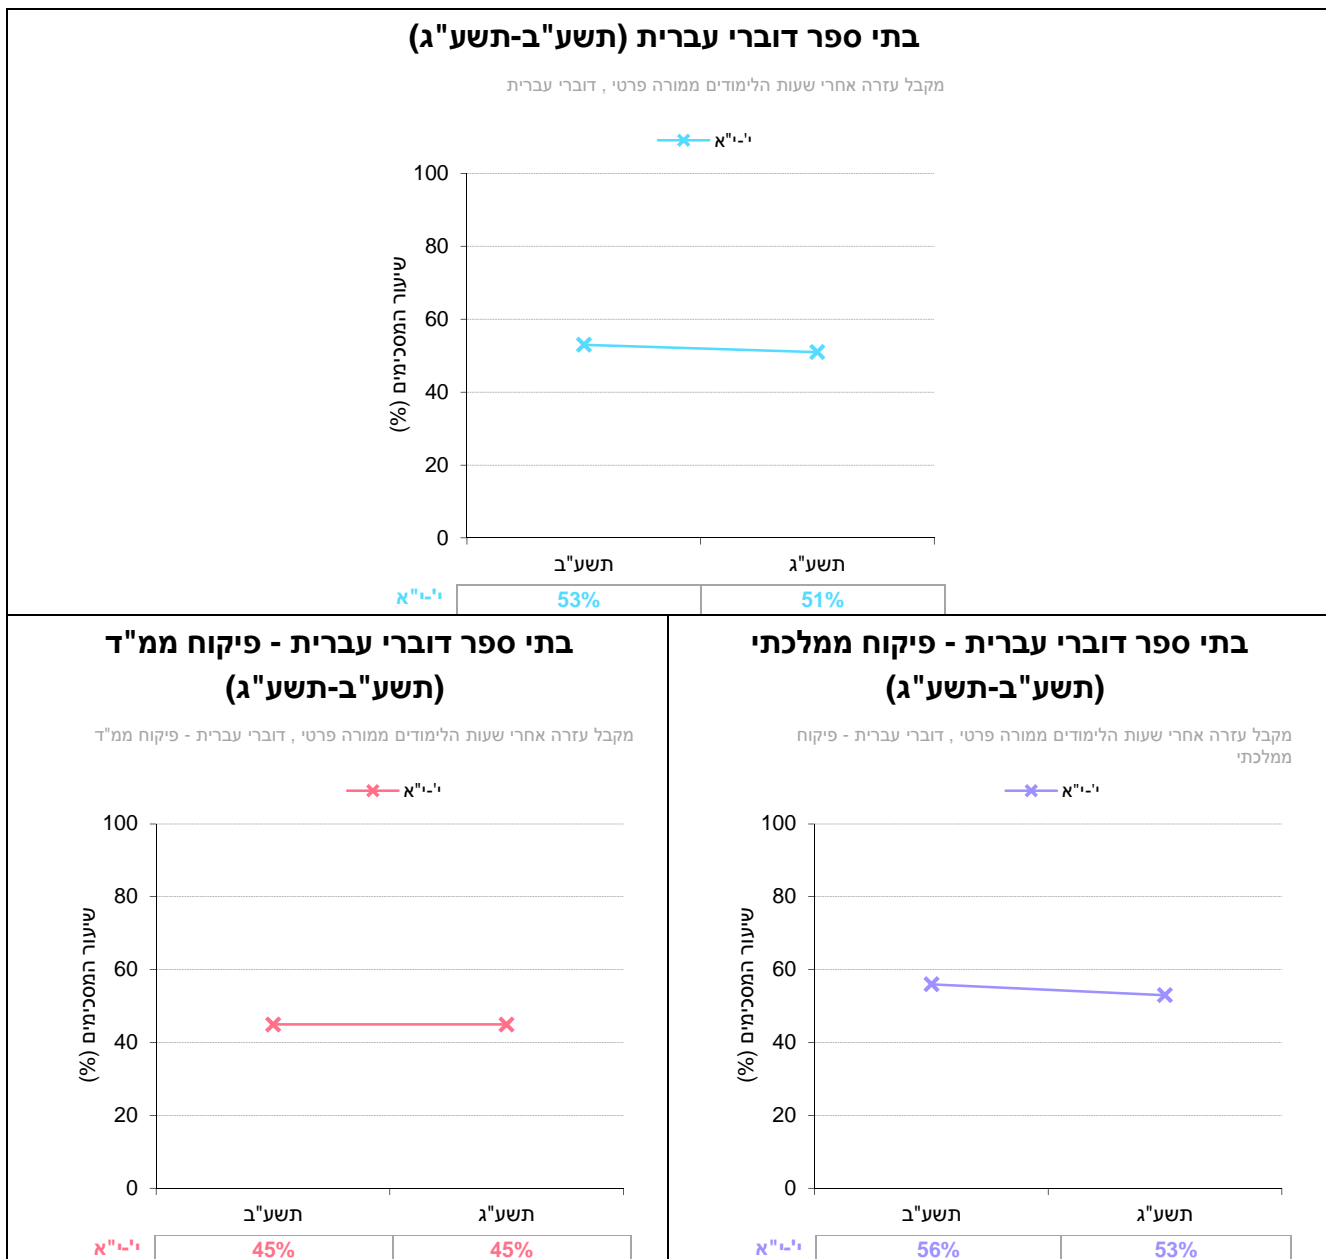 בתי ספר דוברי עברית (תשע"ב-תשע"ג)
מקבל עזרה אחרי שעות הלימודים ממורה פרטי , דוברי עברית
י'-י"א
שיעור המסכימים (%)
100
80
60
40
20
0
תשע"ב תשע"ג
י'-י"א 53% 51%
בתי ספר דוברי עברית - פיקוח ממלכתי
(תשע"ב-תשע"ג)
מקבל עזרה אחרי שעות הלימודים ממורה פרטי , דוברי עברית - פיקוח
ממלכתי
י'-י"א
שיעור המסכימים (%)
100
80
60
40
20
0
תשע"ב תשע"ג
י'-י"א 56% 53%
בתי ספר דוברי עברית - פיקוח ממ"ד
(תשע"ב-תשע"ג)
מקבל עזרה אחרי שעות הלימודים ממורה פרטי , דוברי עברית - פיקוח ממ"ד
י'-י"א
שיעור המסכימים (%)
100
80
60
40
20
0
תשע"ב תשע"ג
י'-י"א 45% 45%